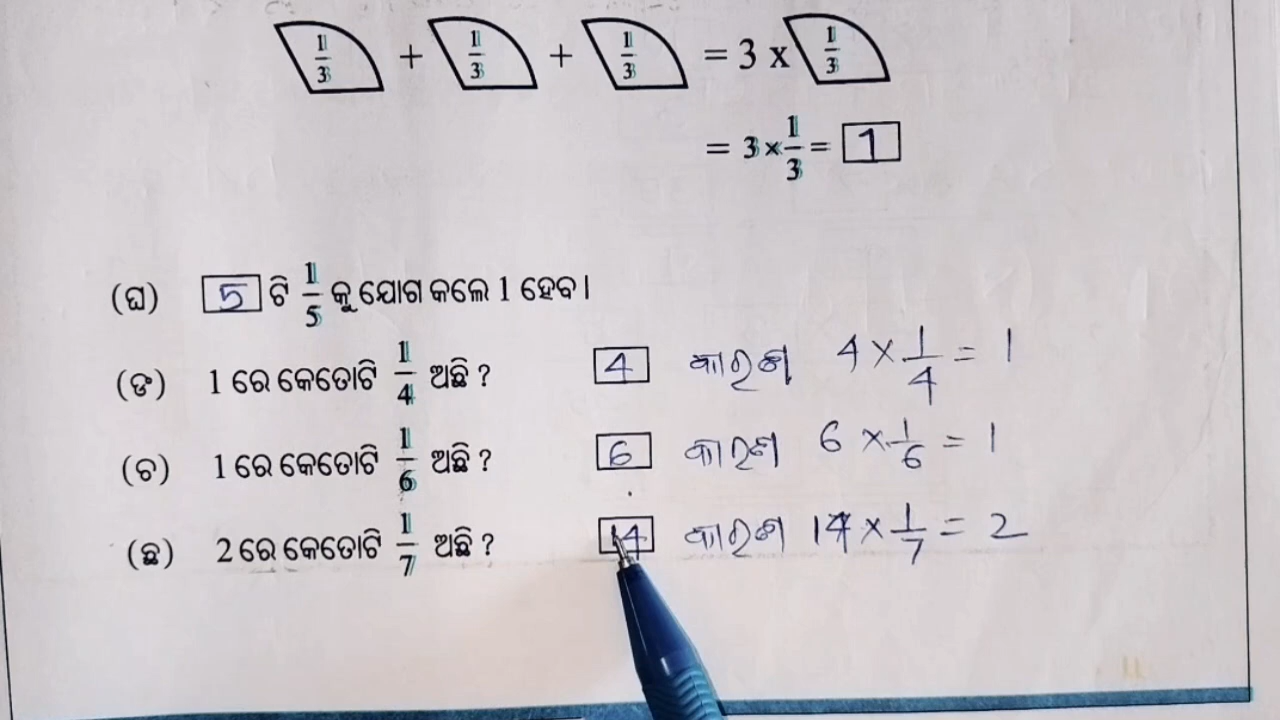 1/3 + 1/3 + 1/3 = 3 x 1/3
= 3 × 1/3 = 1
(ଘ) 5 ଟି 1/5 କୁ ଯୋଗ କଲେ 1 ହେବ।
(ଙ) 1 ରେ କେତୋଟି 1/4 ଅଛି ? 4 କାରଣ 4 × 1/4 = 1
(ଚ) 1 ରେ କେତୋଟି 1/6 ଅଛି ? 6 କାରଣ 6 × 1/6 = 1
(ଛ) 2 ରେ କେତୋଟି 1/7 ଅଛି ? 14 କାରଣ 14 × 1/7 = 2